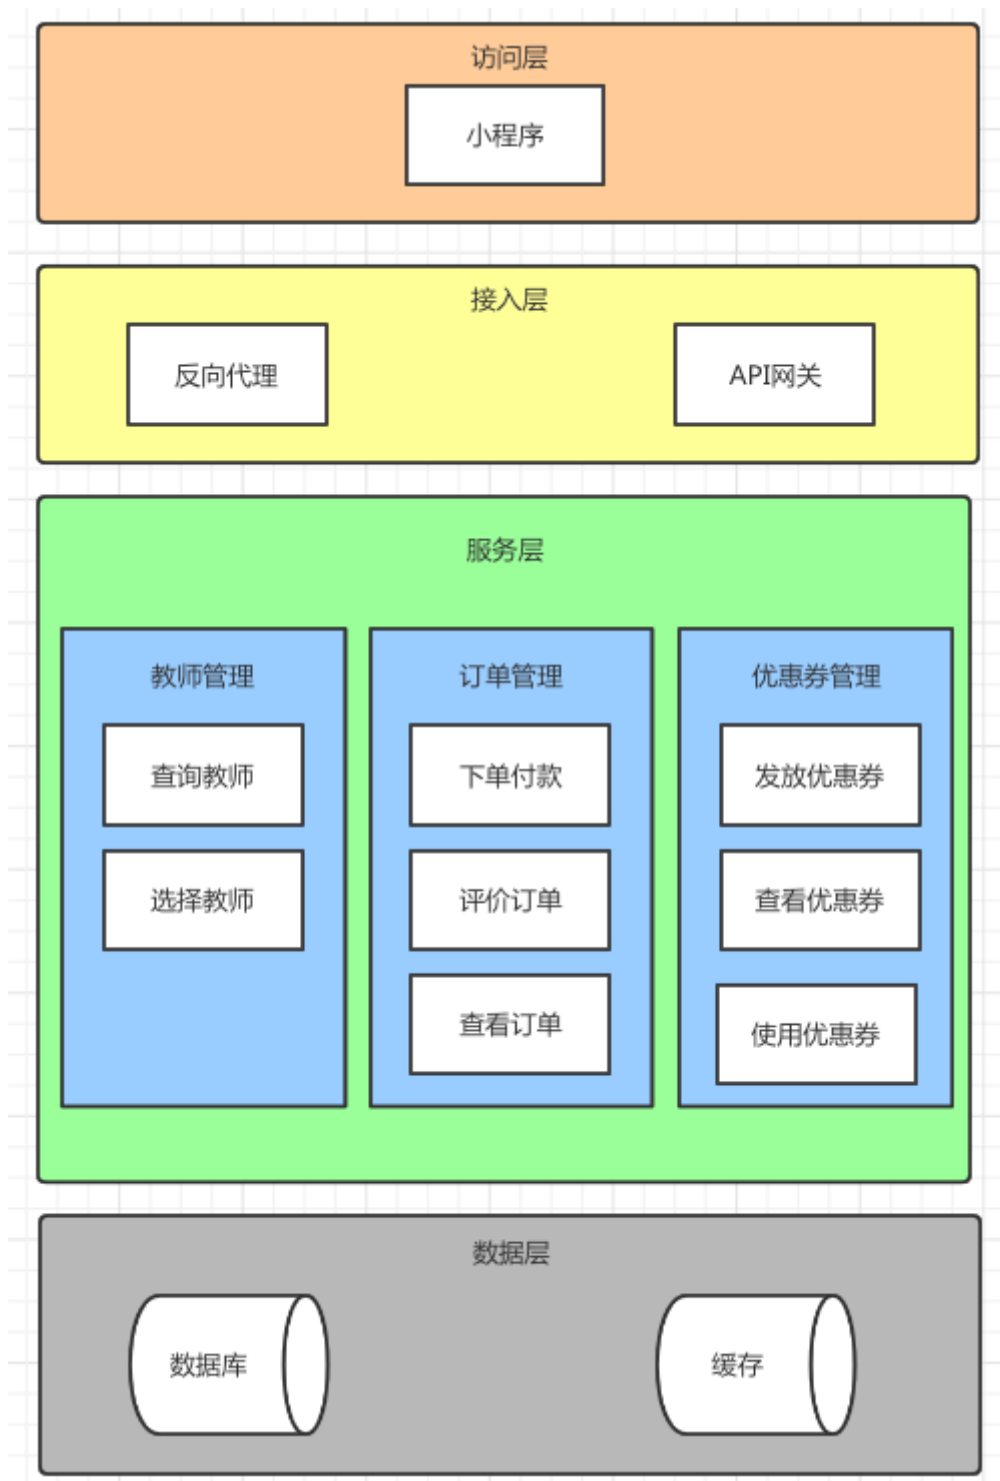 访问层
小程序
接入层
反向代理
API网关
服务层
教师管理
查询教师
选择教师
订单管理
下单付款
评价订单
查看订单
优惠券管理
发放优惠券
查看优惠券
使用优惠券
数据层
数据库
缓存